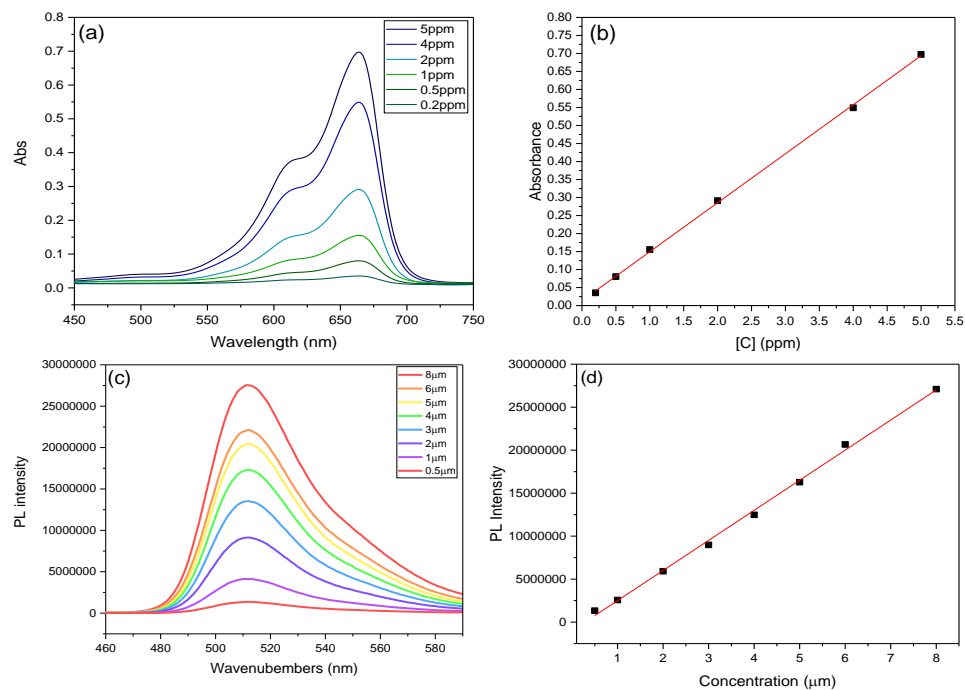 (a)
0.8
0.7
0.6
0.5
0.4
0.3
0.2
0.1
0.0
Abs
5ppm
4ppm
2ppm
1ppm
0.5ppm
0.2ppm
450 500 550 600 650 700 750
Wavelength (nm)
(b)
0.80
0.75
0.70
0.65
0.60
0.55
0.50
0.45
0.40
0.35
0.30
0.25
0.20
0.15
0.10
0.05
0.00
Absorbance
0.5 1.0 1.5 2.0 2.5 3.0 3.5 4.0 4.5 5.0 5.5
[C] (ppm)
(c)
30000000
25000000
20000000
15000000
10000000
5000000
0
PL intensity
8μm
6μm
5μm
4μm
3μm
2μm
1μm
0.5μm
460 480 500 520 540 560 580
Wavenubembers (nm)
(d)
30000000
25000000
20000000
15000000
10000000
5000000
0
PL Intensity
1 2 3 4 5 6 7 8
Concentration (μm)